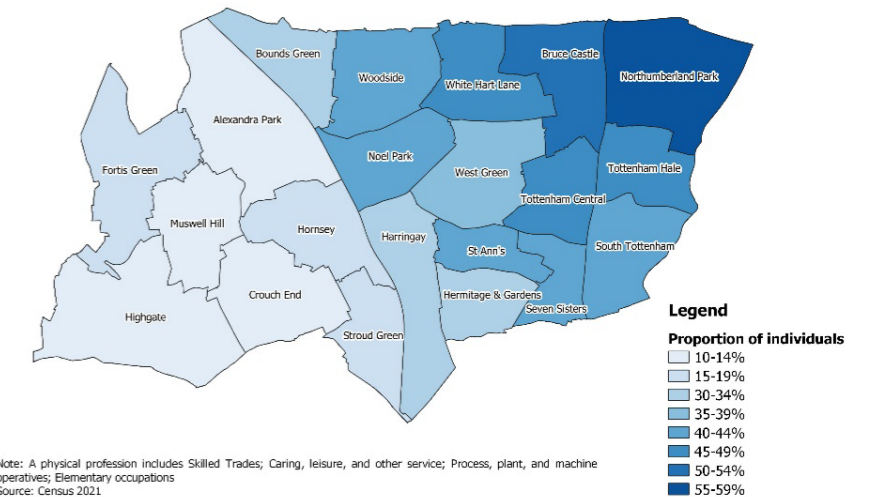 Bounds Green
Woodside
White Hart Lane
Bruce Castle
Northumberland Park
Alexandra Park
Fortis Green
Noel Park
West Green
Tottenham Hale
Muswell Hill
Hornsey
Harringay
Tottenham Central
St Ann's
South Tottenham
Highgate
Crouch End
Stroud Green
Hermitage & Gardens
Seven Sisters
Legend
Proportion of individuals
10-14%
15-19%
30-34%
35-39%
40-44%
45-49%
50-54%
55-59%
Note: A physical profession includes Skilled Trades; Caring, leisure, and other service; Process, plant, and machine
operatives; Elementary occupations
Source: Census 2021